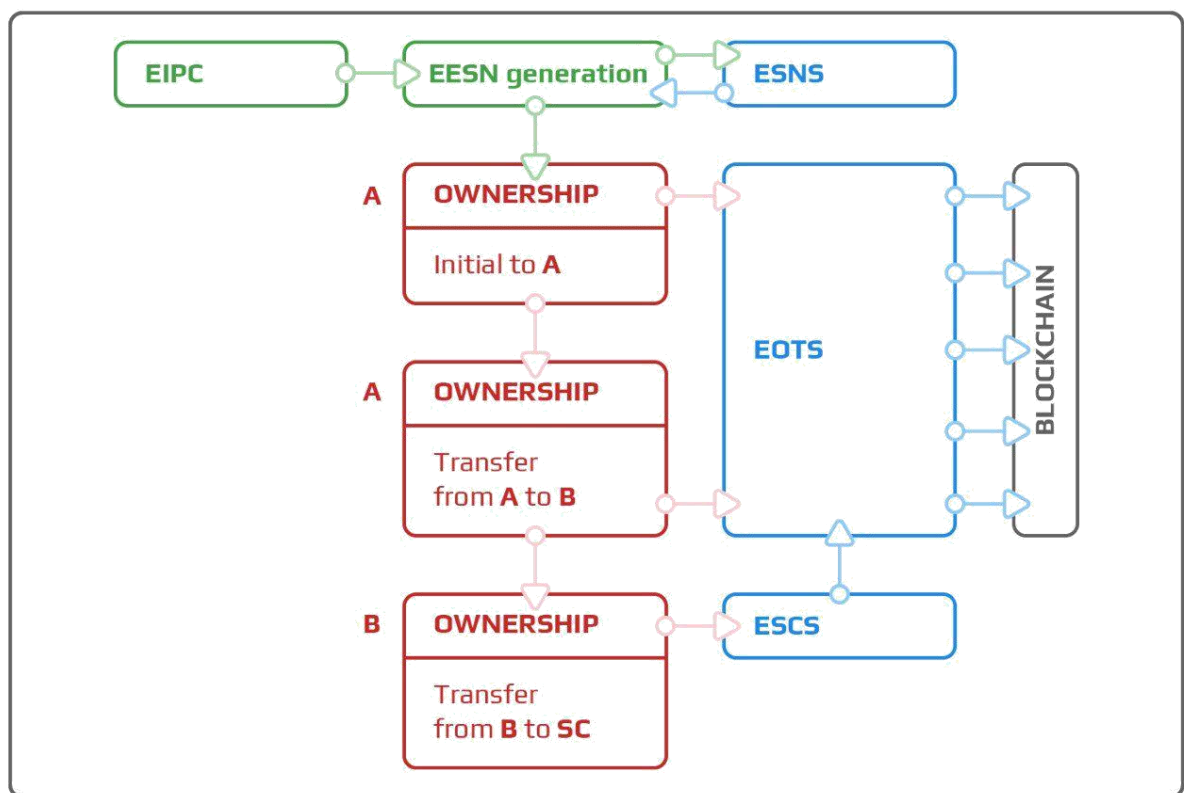 EIPC
EESN generation
ESNS
A
OWNERSHIP
Initial to A
A
OWNERSHIP
Transfer
from A to B
B
OWNERSHIP
Transfer
from B to SC
EOTS
ESCS
BLOCKCHAIN